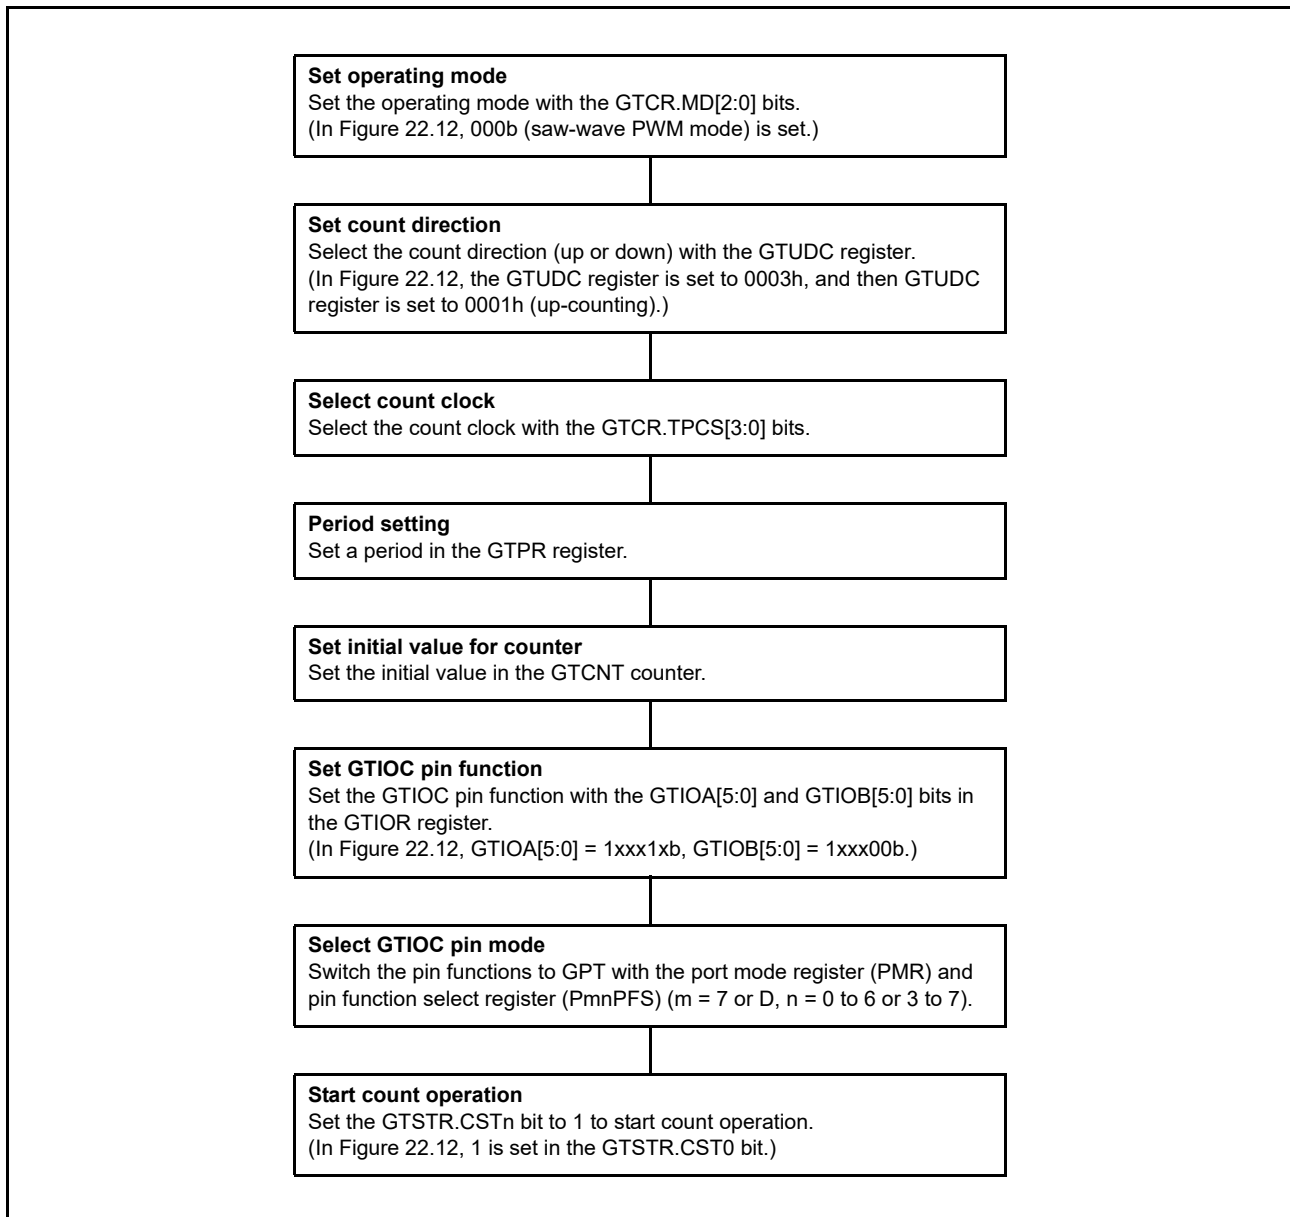 Set operating mode
Set the operating mode with the GTCR.MD[2:0] bits.
(In Figure 22.12, 000b (saw-wave PWM mode) is set.)
Set count direction
Select the count direction (up or down) with the GTUDC register.
(In Figure 22.12, the GTUDC register is set to 0003h, and then GTUDC
register is set to 0001h (up-counting).)
Select count clock
Select the count clock with the GTCR.TPCS[3:0] bits.
Period setting
Set a period in the GTPR register.
Set initial value for counter
Set the initial value in the GTCNT counter.
Set GTIOC pin function
Set the GTIOC pin function with the GTIOA[5:0] and GTIOB[5:0] bits in
the GTIOR register.
(In Figure 22.12, GTIOA[5:0] = 1xxx1xb, GTIOB[5:0] = 1xxx00b.)
Select GTIOC pin mode
Switch the pin functions to GPT with the port mode register (PMR) and
pin function select register (PmnPFS) (m = 7 or D, n = 0 to 6 or 3 to 7).
Start count operation
Set the GTSTR.CSTn bit to 1 to start count operation.
(In Figure 22.12, 1 is set in the GTSTR.CST0 bit.)